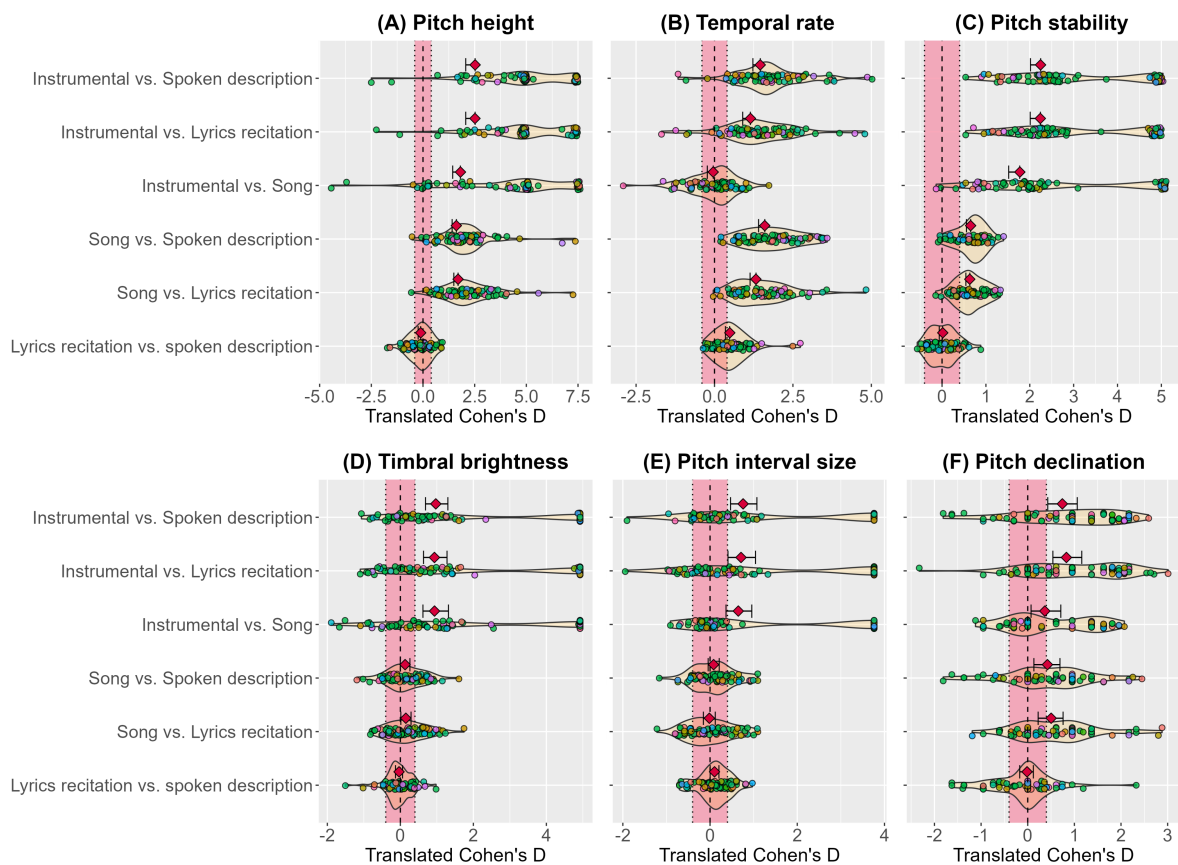 (A) Pitch height (B) Temporal rate (C) Pitch stability
Instrumental vs. Spoken description
Instrumental vs. Lyrics recitation
Instrumental vs. Song
Song vs. Spoken description
Song vs. Lyrics recitation
Lyrics recitation vs. spoken description
-5.0 -2.5 0.0 2.5 5.0 7.5 -2.5 0.0 2.5 5.0 0 1 2 3 4 5
Translated Cohen's D Translated Cohen's D Translated Cohen's D
(D) Timbral brightness (E) Pitch interval size (F) Pitch declination
Instrumental vs. Spoken description
Instrumental vs. Lyrics recitation
Instrumental vs. Song
Song vs. Spoken description
Song vs. Lyrics recitation
Lyrics recitation vs. spoken description
-2 0 2 4 -2 0 2 4 -2 -1 0 1 2 3
Translated Cohen's D Translated Cohen's D Translated Cohen's D